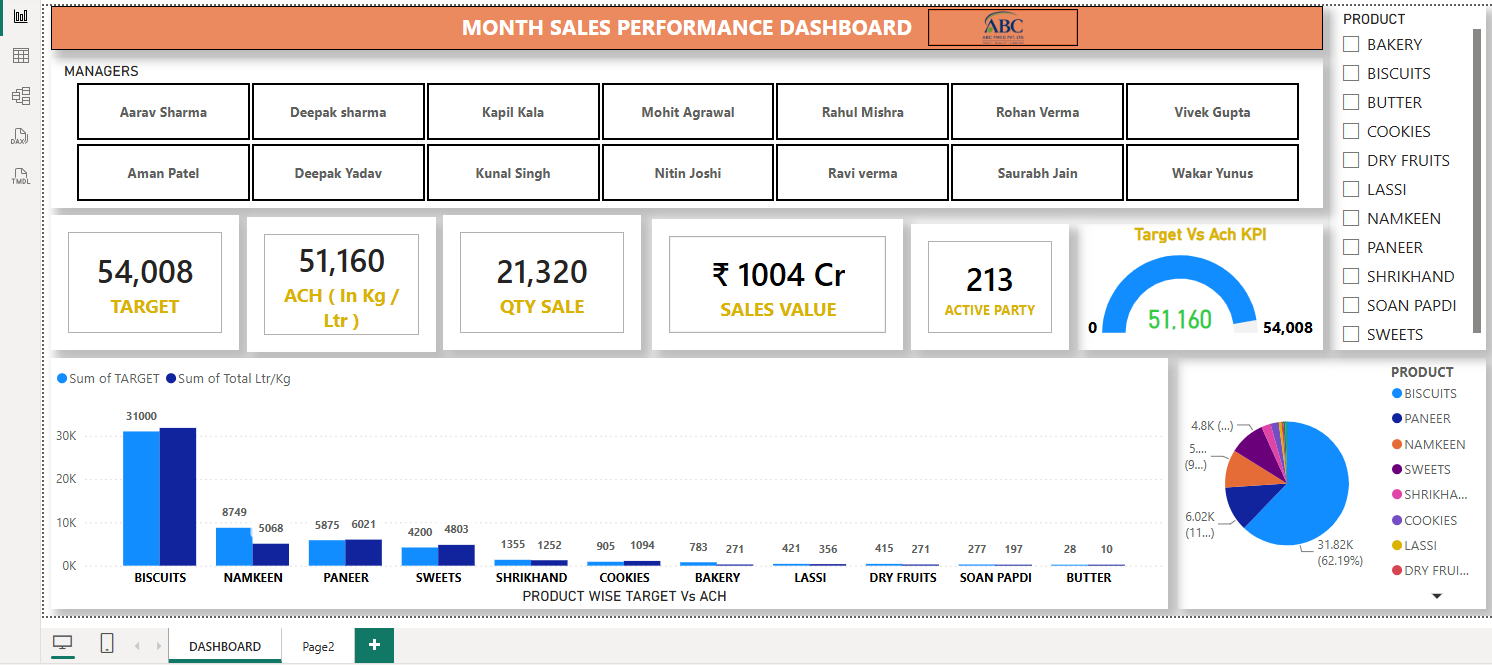 MONTH SALES PERFORMANCE DASHBOARD
ABC
PRODUCT
BAKERY
BISCUITS
BUTTER
COOKIES
DRY FRUITS
LASSI
NAMKEEN
PANEER
SHRIKHAND
SOAN PAPDI
SWEETS
DAX
TMDL
MANAGERS
Aarav Sharma
Deepak sharma
Kapil Kala
Mohit Agrawal
Rahul Mishra
Rohan Verma
Vivek Gupta
Aman Patel
Deepak Yadav
Kunal Singh
Nitin Joshi
Ravi verma
Saurabh Jain
Wakar Yunus
54,008
TARGET
51,160
ACH ( In Kg /
Ltr )
21,320
QTY SALE
₹ 1004 Cr
SALES VALUE
213
ACTIVE PARTY
Target Vs Ach KPI
51,160
0
54,008
Sum of TARGET Sum of Total Ltr/Kg
30K
20K
10K
0K
31000
8749
5068
5875
6021
4200
4803
1355
1252
905
1094
783
271
421
356
415
271
277
197
28
10
BISCUITS
NAMKEEN
PANEER
SWEETS
SHRIKHAND
COOKIES
BAKERY
LASSI
DRY FRUITS
SOAN PAPDI
BUTTER
PRODUCT WISE TARGET Vs ACH
4.8K (...)
5....
(9...)
6.02K
(11...)
31.82K
(62.19%)
PRODUCT
BISCUITS
PANEER
NAMKEEN
SWEETS
SHRIKHA...
COOKIES
LASSI
DRY FRUI...
DASHBOARD
Page2
+